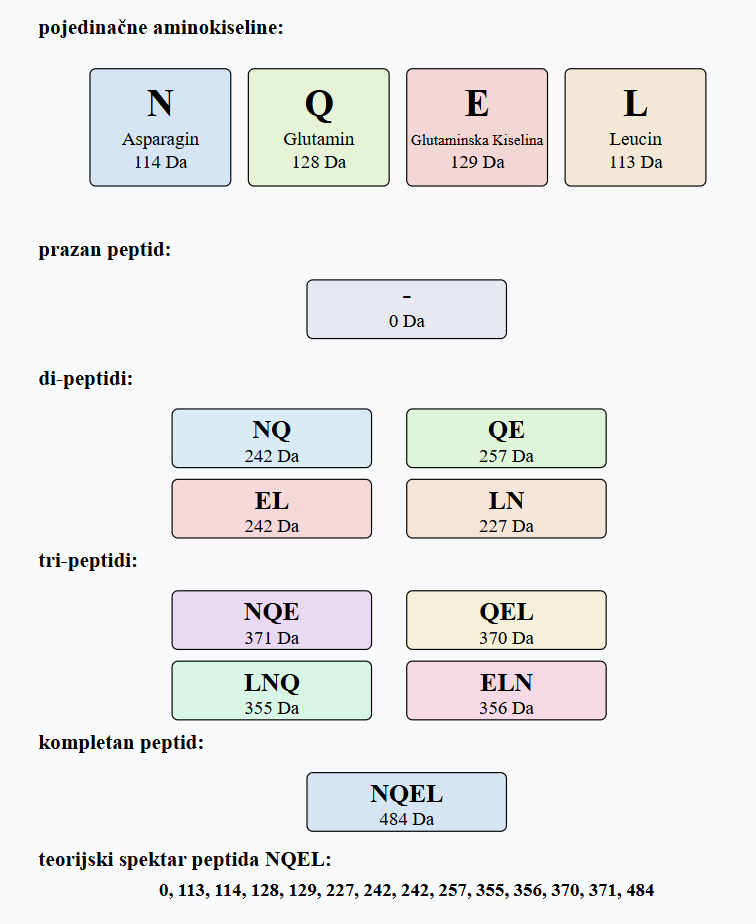 pojedinačne aminokiseline:
N Q E L
Asparagin Glutamin Glutaminska Kiselina Leucin
114 Da 128 Da 129 Da 113 Da
prazan peptid:
-
0 Da
di-peptidi:
NQ QE
242 Da 257 Da
EL LN
242 Da 227 Da
tri-peptidi:
NQE QEL
371 Da 370 Da
LNQ ELN
355 Da 356 Da
kompletan peptid:
NQEL
484 Da
teorijski spektar peptida NQEL:
0, 113, 114, 128, 129, 227, 242, 242, 257, 355, 356, 370, 371, 484